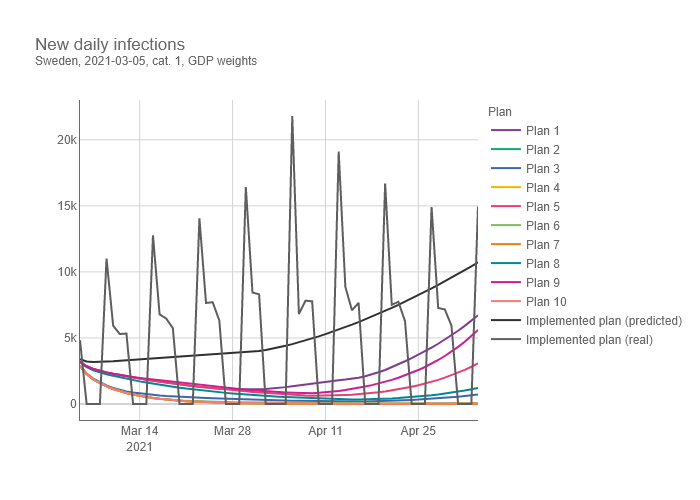 New daily infections
Sweden, 2021-03-05, cat. 1, GDP weights
Plan
Plan 1
Plan 2
Plan 3
Plan 4
Plan 5
Plan 6
Plan 7
Plan 8
Plan 9
Plan 10
Implemented plan (predicted)
Implemented plan (real)
20k
15k
10k
5k
0
Mar 14
2021
Mar 28
Apr 11
Apr 25